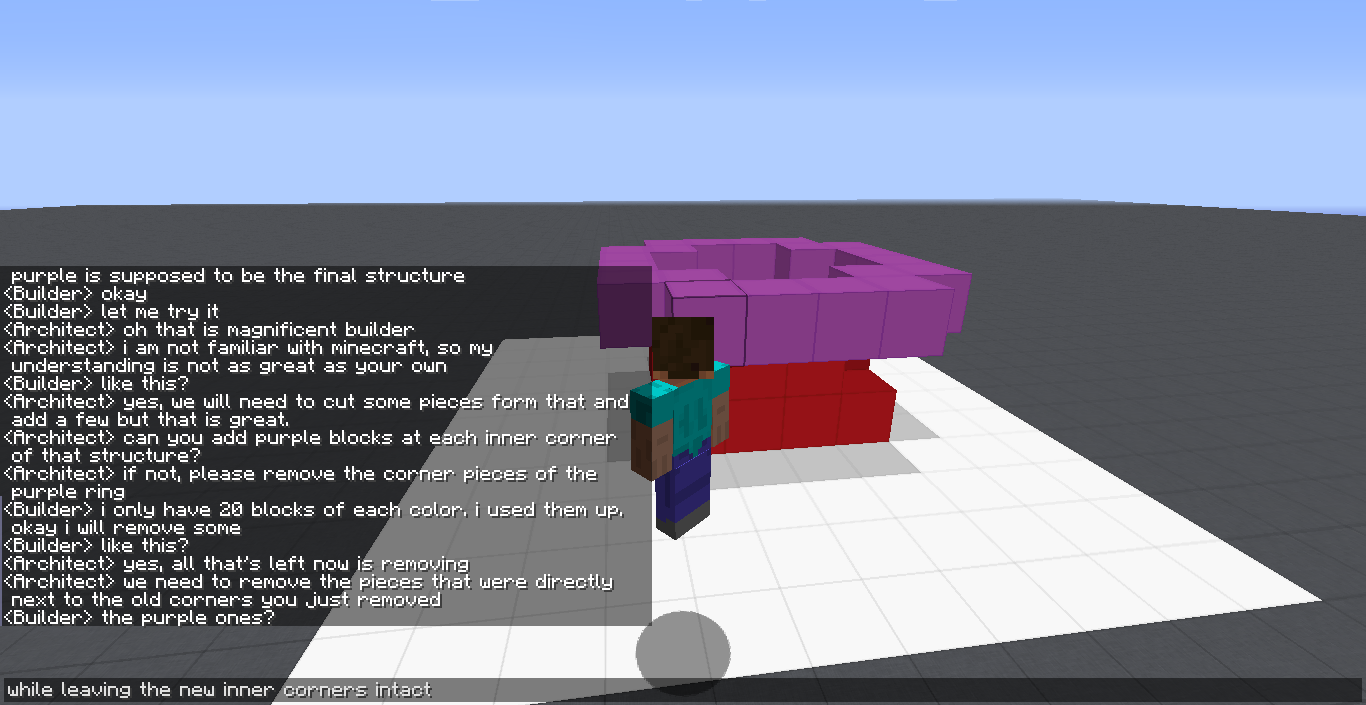 purple is supposed to be the final structure
<Builder> okay
<Builder> let me try it
<Architect> oh that is magnificent builder
<Architect> i am not familiar with minecraft, so my
understanding is not as great as your own
<Builder> like this?
<Architect> yes, we will need to cut some pieces form that and
add a few but that is great.
<Architect> can you add purple blocks at each inner corner
of that structure?
<Architect> if not, please remove the corner pieces of the
purple ring
<Builder> i only have 20 blocks of each color. i used them up.
okay i will remove some
<Builder> like this?
<Architect> yes, all that's left now is removing
<Architect> we need to remove the pieces that were directly
next to the old corners you just removed
<Builder> the purple ones?
while leaving the new inner corners intact